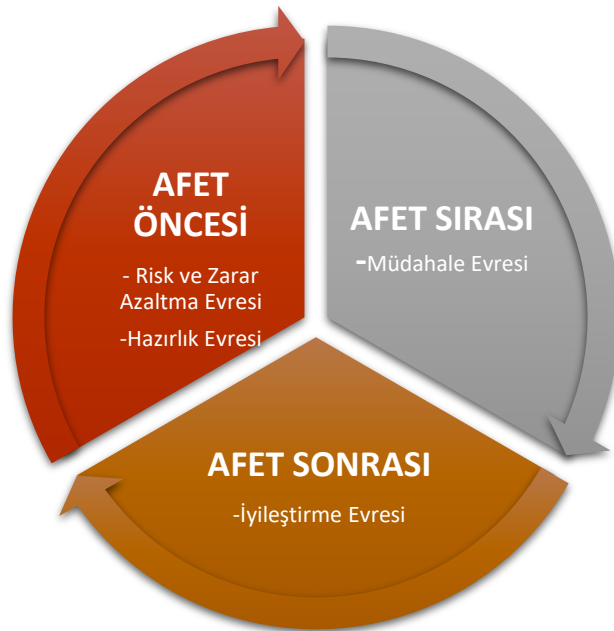 AFET
ÖNCESİ
- Risk ve Zarar
Azaltma Evresi
-Hazırlık Evresi
AFET SIRASI
-Müdahale Evresi
AFET SONRASI
-İyileştirme Evresi